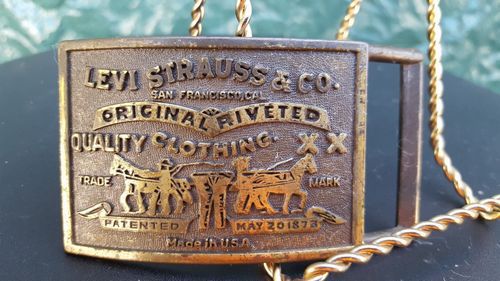 LEVI STRAUSS & CO.
SAN FRANCISCO, CAL.
ORIGINAL RIVETED
QUALITY CLOTHING. XX
TRADE MARK
PATENTED MAY 20 1873
Made in U.S.A.